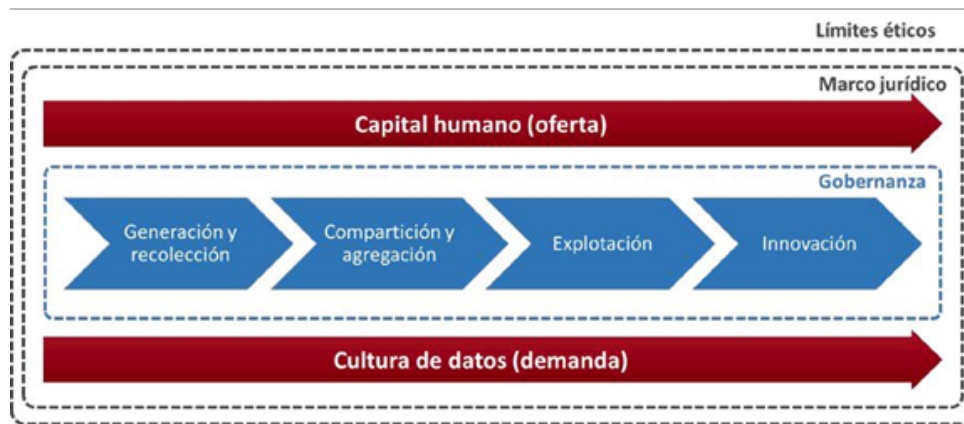 Límites éticos
Marco jurídico
Capital humano (oferta)
Gobernanza
Generación y
recolección
Compartición y
agregación
Explotación
Innovación
Cultura de datos (demanda)